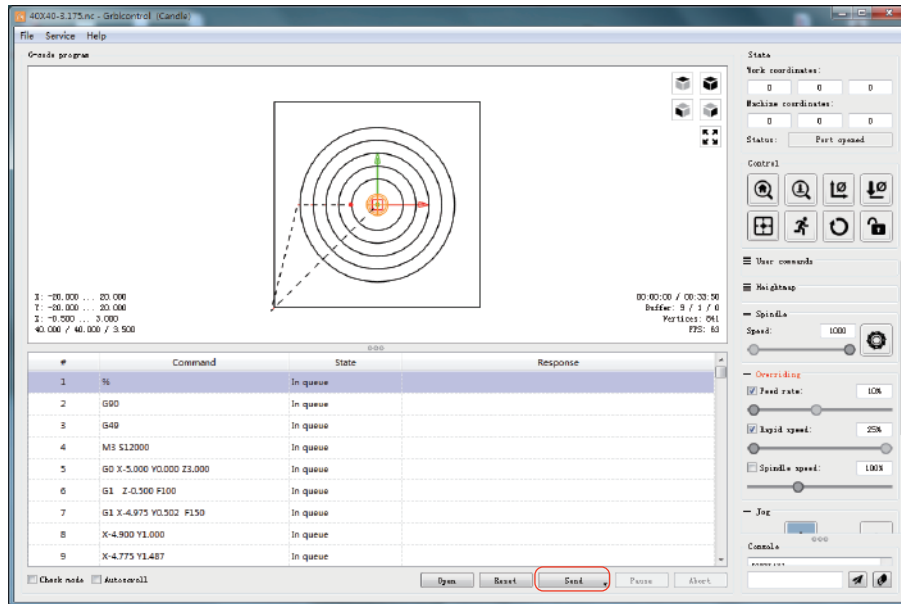 40X40-3.175.nc - Grblcontrol (Candle)
File Service Help
G-code program
X: -20.000 ... 20.000
Y: -20.000 ... 20.000
Z: -0.500 ... 3.000
40.000 / 40.000 / 3.500
00:00:00 / 00:33:50
Buffer: 9 / 1 / 0
Vertices: 841
FPS: 63
# Command State Response
1 % In queue
2 G90 In queue
3 G49 In queue
4 M3 S12000 In queue
5 G0 X-5.000 Y0.000 Z3.000 In queue
6 G1 Z-0.500 F100 In queue
7 G1 X-4.975 Y0.502 F150 In queue
8 X-4.900 Y1.000 In queue
9 X-4.775 Y1.487 In queue
Check mode Autoscroll Open Reset Send Pause Abort
State
Work coordinates:
0 0 0
Machine coordinates:
0 0 0
Status: Port opened
Control
User commands
Heightmap
Spindle
Speed: 1000
Overriding
Feed rate: 10%
Rapid speed: 25%
Spindle speed: 100%
Jog
Console